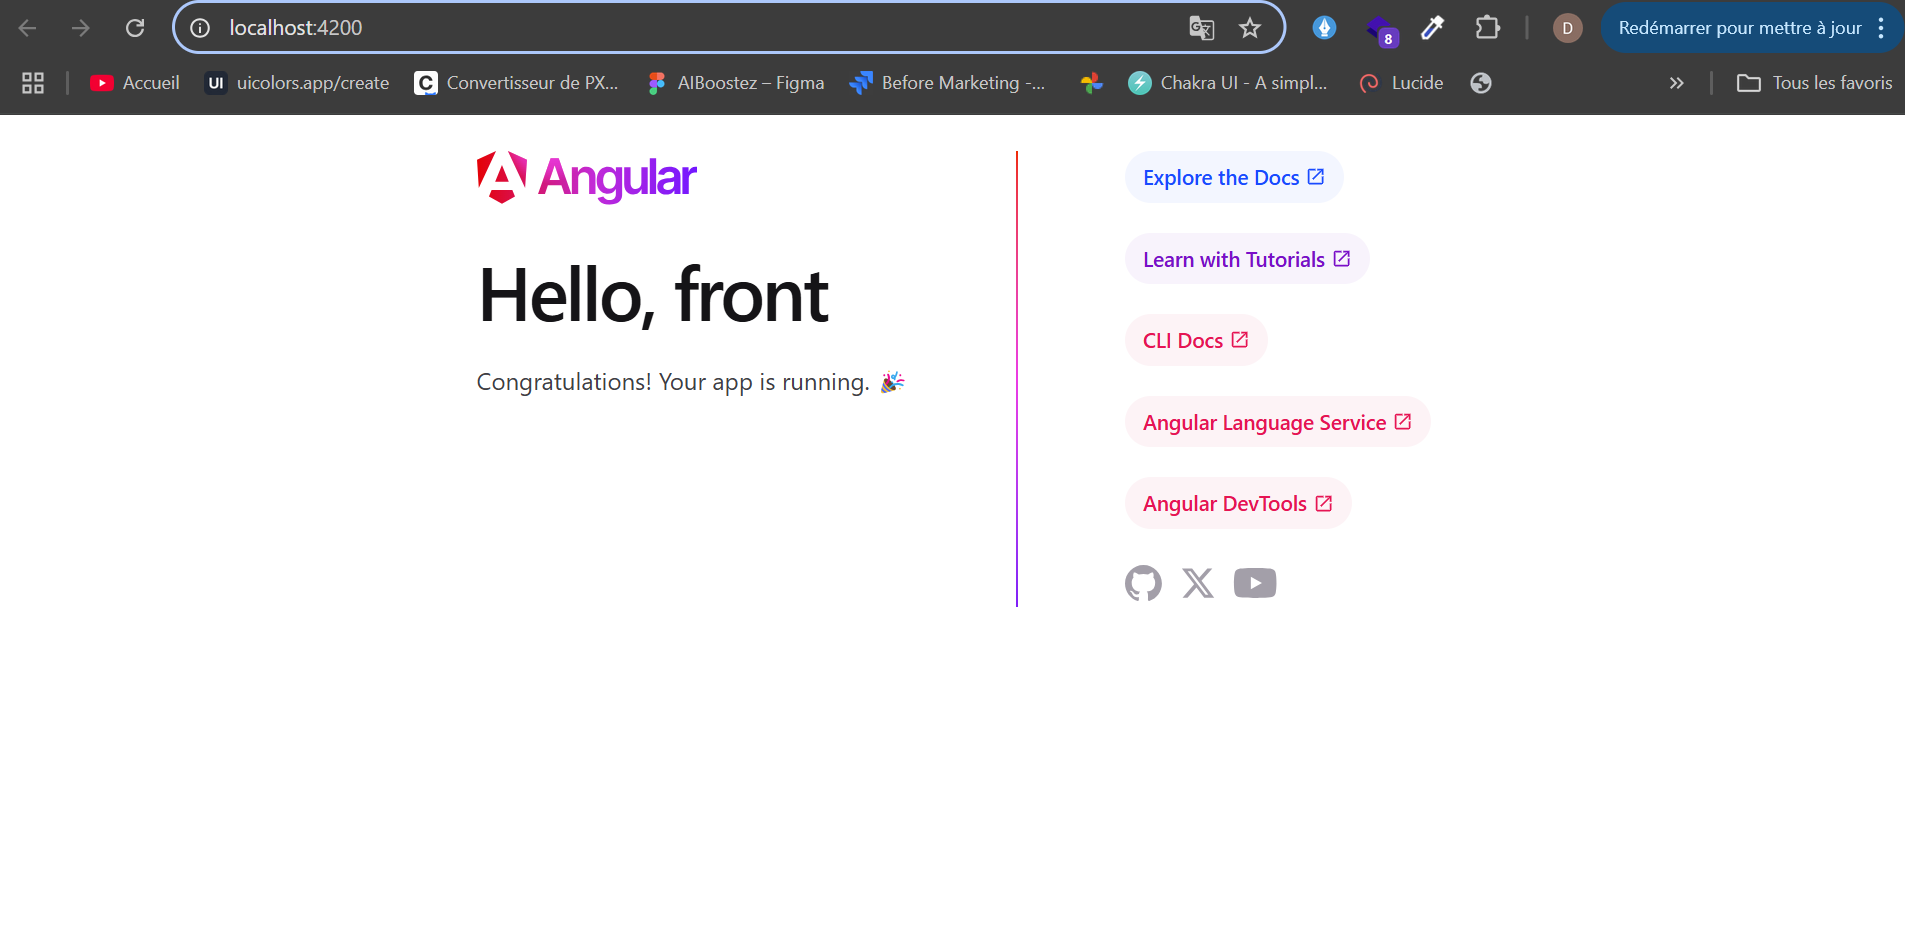 localhost:4200
8
D
Redémarrer pour mettre à jour
Accueil
UI uicolors.app/create
C Convertisseur de PX...
AIBoostez – Figma
Before Marketing -...
Chakra UI - A simpl...
Lucide
Tous les favoris
Angular
Hello, front
Congratulations! Your app is running. 🎉
Explore the Docs
Learn with Tutorials
CLI Docs
Angular Language Service
Angular DevTools